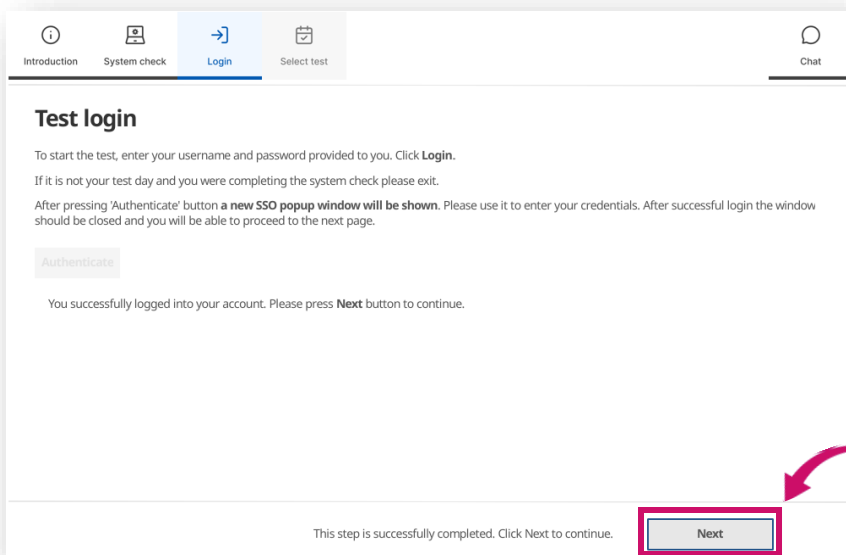 Introduction
System check
Login
Select test
Chat
Test login
To start the test, enter your username and password provided to you. Click Login.
If it is not your test day and you were completing the system check please exit.
After pressing 'Authenticate' button a new SSO popup window will be shown. Please use it to enter your credentials. After successful login the window
should be closed and you will be able to proceed to the next page.
Authenticate
You successfully logged into your account. Please press Next button to continue.
This step is successfully completed. Click Next to continue.
Next